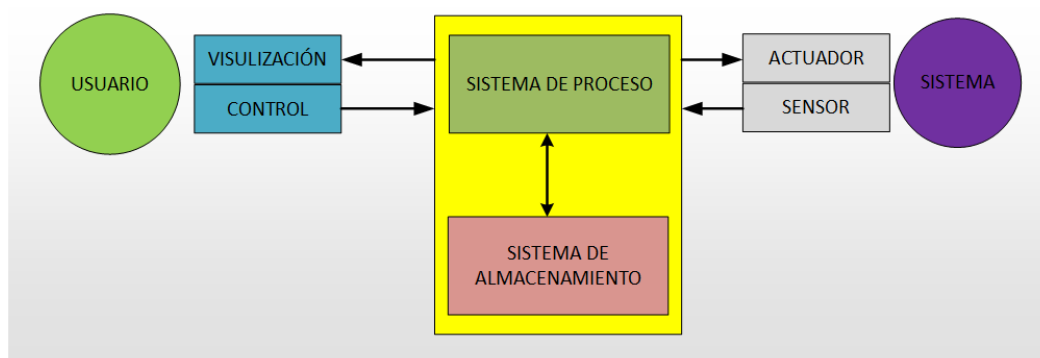 USUARIO
VISULIZACIÓN
CONTROL
SISTEMA DE PROCESO
SISTEMA DE
ALMACENAMIENTO
ACTUADOR
SENSOR
SISTEMA